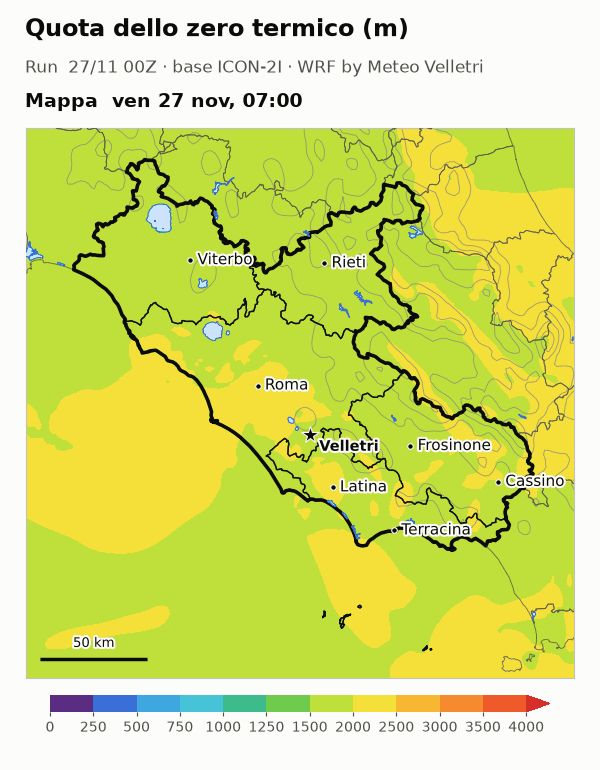 Quota dello zero termico (m)
Run  27/11 00Z · base ICON-2I · WRF by Meteo Velletri
Mappa  ven 27 nov, 07:00
Viterbo
Rieti
Roma
Velletri
Frosinone
Cassino
Latina
Terracina
50 km
0 250 500 750 1000 1250 1500 2000 2500 3000 3500 4000